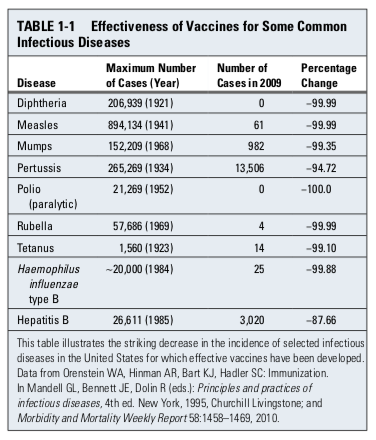 TABLE 1-1 Effectiveness of Vaccines for Some Common
Infectious Diseases
Disease Maximum Number of Cases (Year) Number of Cases in 2009 Percentage Change
Diphtheria 206,939 (1921) 0 −99.99
Measles 894,134 (1941) 61 −99.99
Mumps 152,209 (1968) 982 −99.35
Pertussis 265,269 (1934) 13,506 −94.72
Polio (paralytic) 21,269 (1952) 0 −100.0
Rubella 57,686 (1969) 4 −99.99
Tetanus 1,560 (1923) 14 −99.10
Haemophilus influenzae type B ~20,000 (1984) 25 −99.88
Hepatitis B 26,611 (1985) 3,020 −87.66
This table illustrates the striking decrease in the incidence of selected infectious
diseases in the United States for which effective vaccines have been developed.
Data from Orenstein WA, Hinman AR, Bart KJ, Hadler SC: Immunization.
In Mandell GL, Bennett JE, Dolin R (eds.): Principles and practices of
infectious diseases, 4th ed. New York, 1995, Churchill Livingstone; and
Morbidity and Mortality Weekly Report 58:1458–1469, 2010.